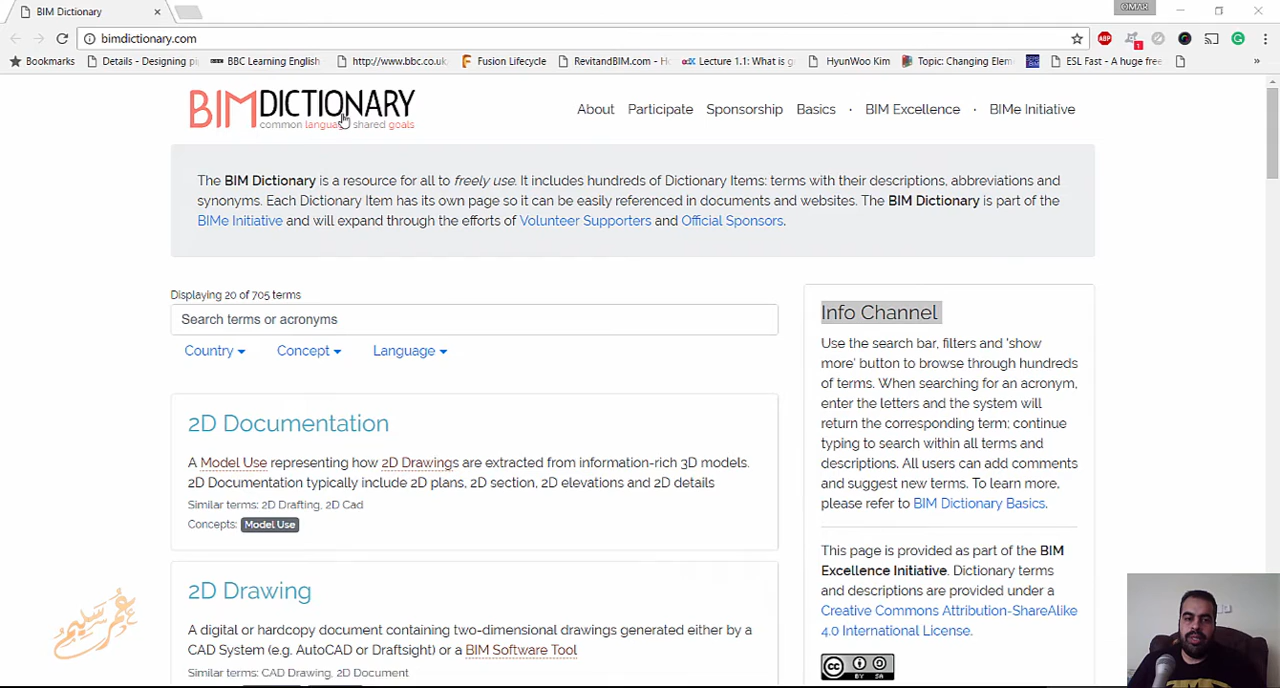 BIM Dictionary
OMAR
bimdictionary.com
ABP
1
G
Bookmarks
Details - Designing pi
BBC Learning English
http://www.bbc.co.uk
Fusion Lifecycle
RevitandBIM.com - H
Lecture 1.1: What is
HyunWoo Kim
Topic: Changing Elem
ESL Fast - A huge fre
BIMDICTIONARY
common language shared goals
About Participate Sponsorship Basics · BIM Excellence · BIMe Initiative
The BIM Dictionary is a resource for all to freely use. It includes hundreds of Dictionary Items: terms with their descriptions, abbreviations and
synonyms. Each Dictionary Item has its own page so it can be easily referenced in documents and websites. The BIM Dictionary is part of the
BIMe Initiative and will expand through the efforts of Volunteer Supporters and Official Sponsors.
Displaying 20 of 705 terms
Search terms or acronyms
Country Concept Language
2D Documentation
A Model Use representing how 2D Drawings are extracted from information-rich 3D models.
2D Documentation typically include 2D plans, 2D section, 2D elevations and 2D details
Similar terms: 2D Drafting, 2D Cad
Concepts: Model Use
2D Drawing
A digital or hardcopy document containing two-dimensional drawings generated either by a
CAD System (e.g. AutoCAD or Draftsight) or a BIM Software Tool
Similar terms: CAD Drawing, 2D Document
Info Channel
Use the search bar, filters and 'show
more' button to browse through hundreds
of terms. When searching for an acronym,
enter the letters and the system will
return the corresponding term; continue
typing to search within all terms and
descriptions. All users can add comments
and suggest new terms. To learn more,
please refer to BIM Dictionary Basics.
This page is provided as part of the BIM
Excellence Initiative. Dictionary terms
and descriptions are provided under a
Creative Commons Attribution-ShareAlike
4.0 International License.
cc BY SA
عمر سليم